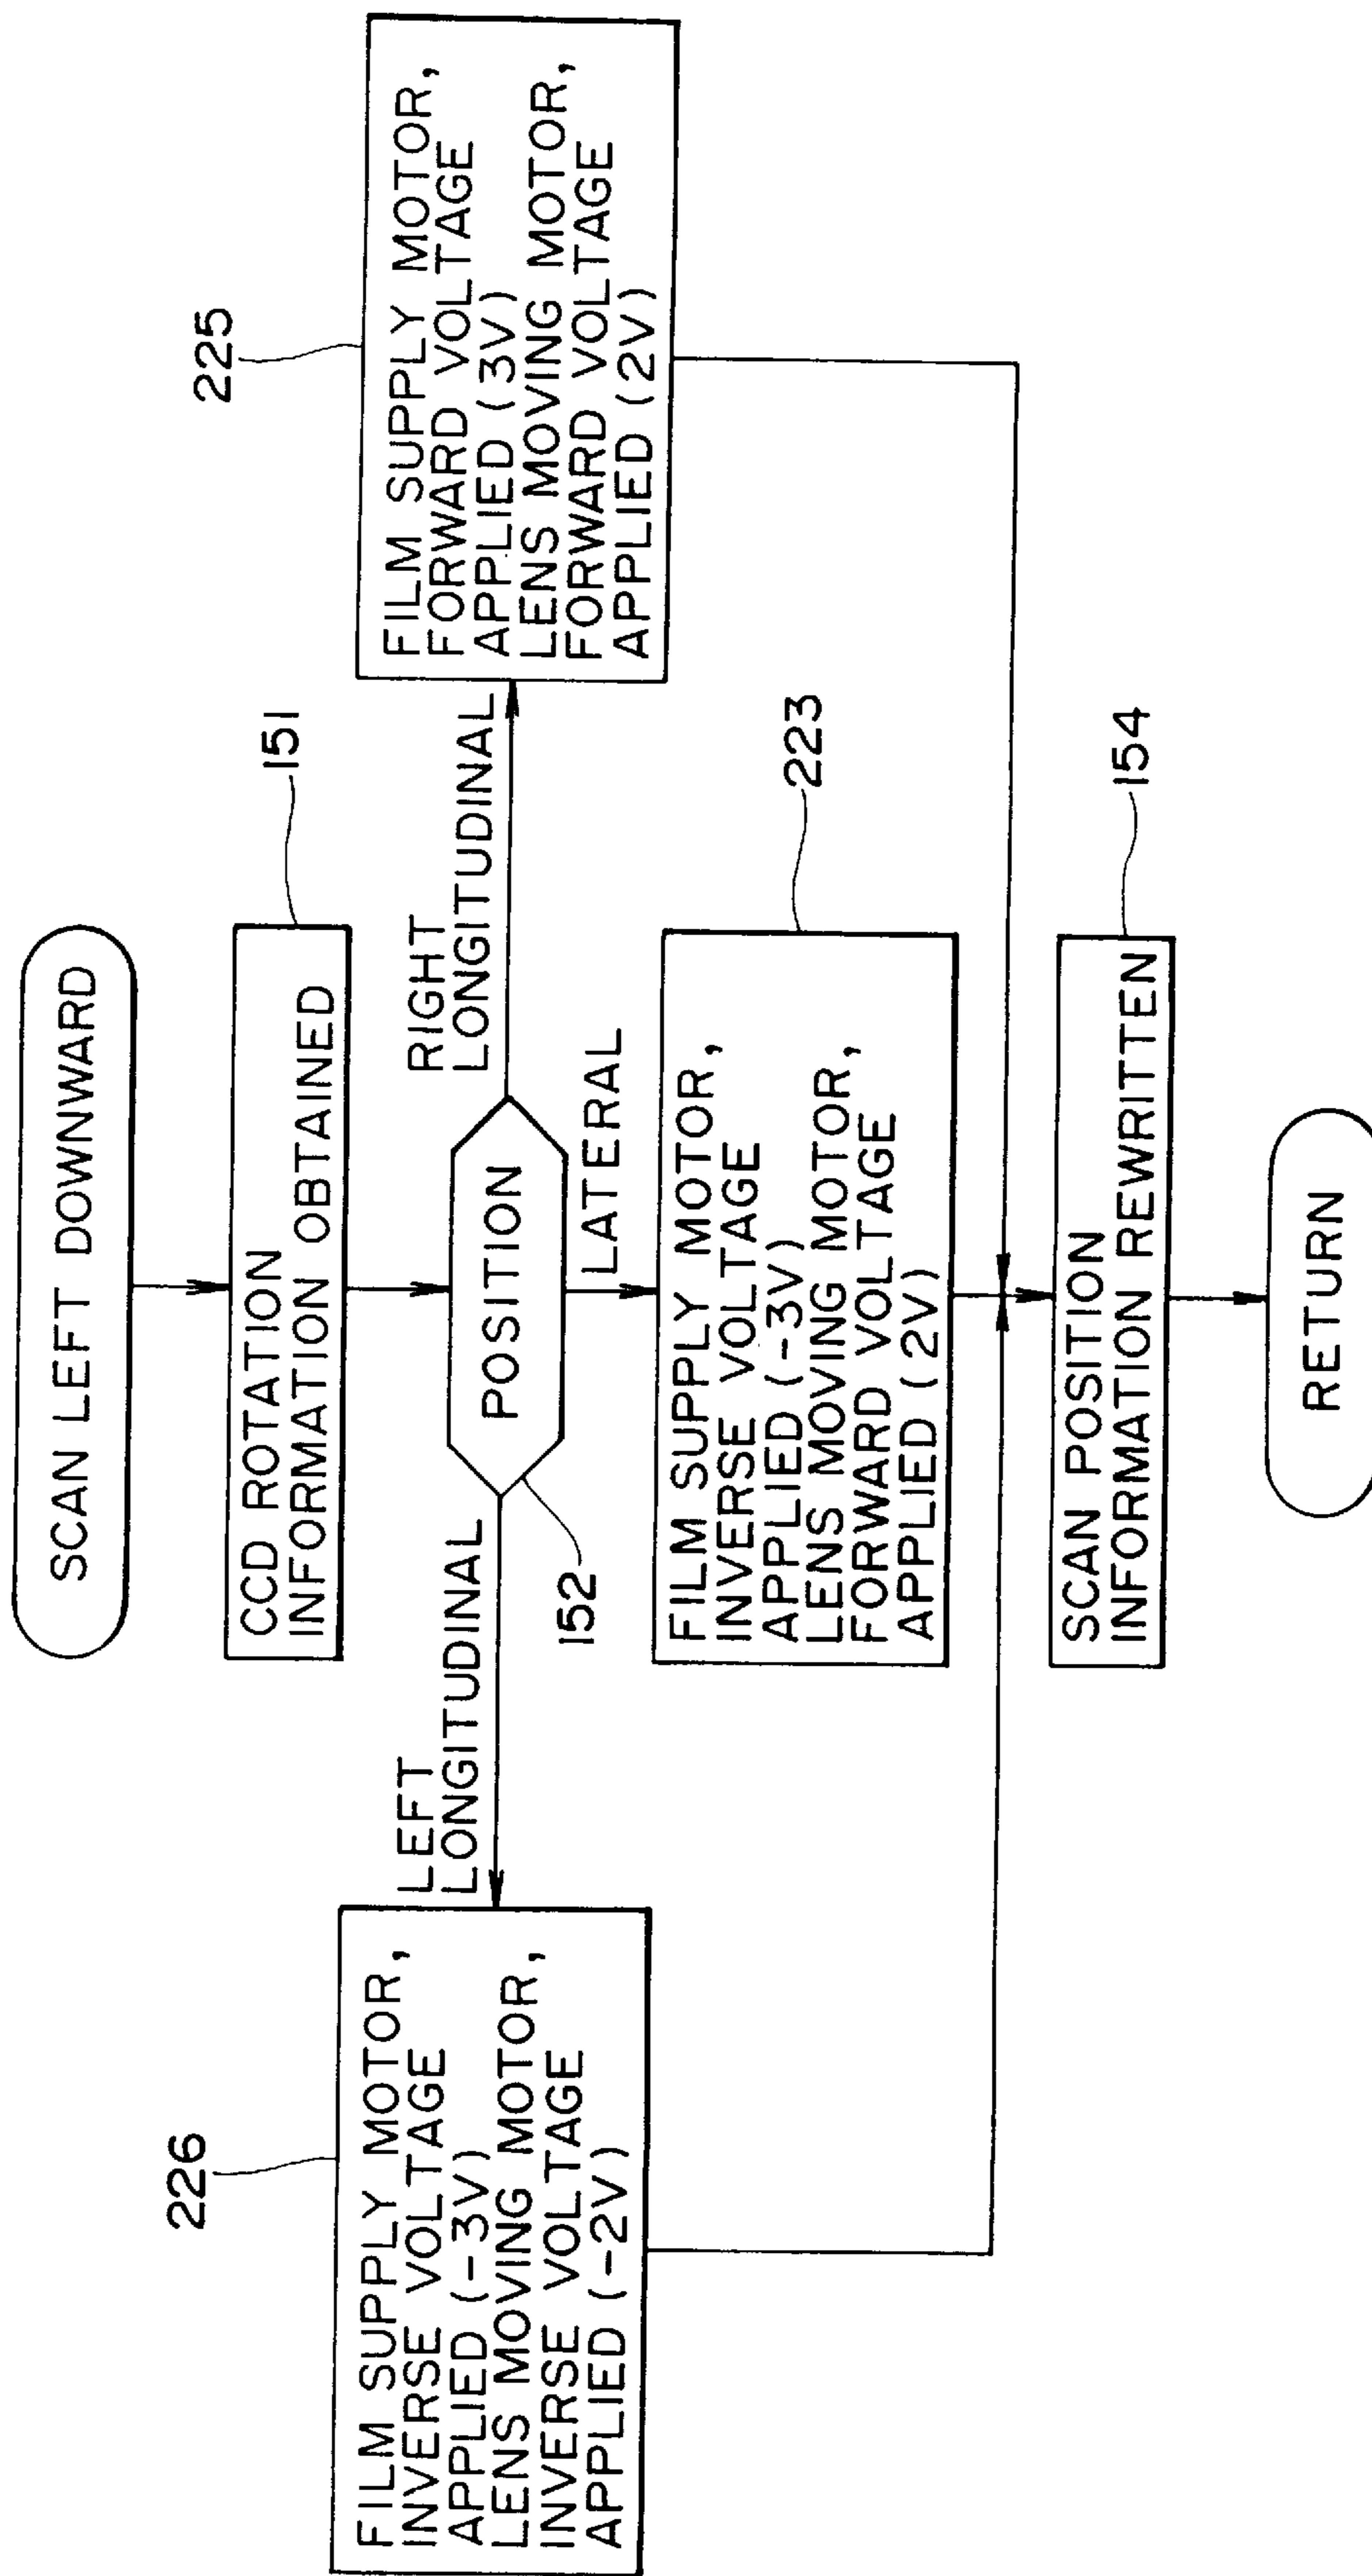 SCAN LEFT DOWNWARD
151
CCD ROTATION
INFORMATION OBTAINED
152
POSITION
LEFT
LONGITUDINAL
RIGHT
LONGITUDINAL
LATERAL
226
FILM SUPPLY MOTOR,
INVERSE VOLTAGE
APPLIED (-3V)
LENS MOVING MOTOR,
INVERSE VOLTAGE
APPLIED (-2V)
223
FILM SUPPLY MOTOR,
INVERSE VOLTAGE
APPLIED (-3V)
LENS MOVING MOTOR,
FORWARD VOLTAGE
APPLIED (2V)
225
FILM SUPPLY MOTOR,
FORWARD VOLTAGE
APPLIED (3V)
LENS MOVING MOTOR,
FORWARD VOLTAGE
APPLIED (2V)
154
SCAN POSITION
INFORMATION REWRITTEN
RETURN